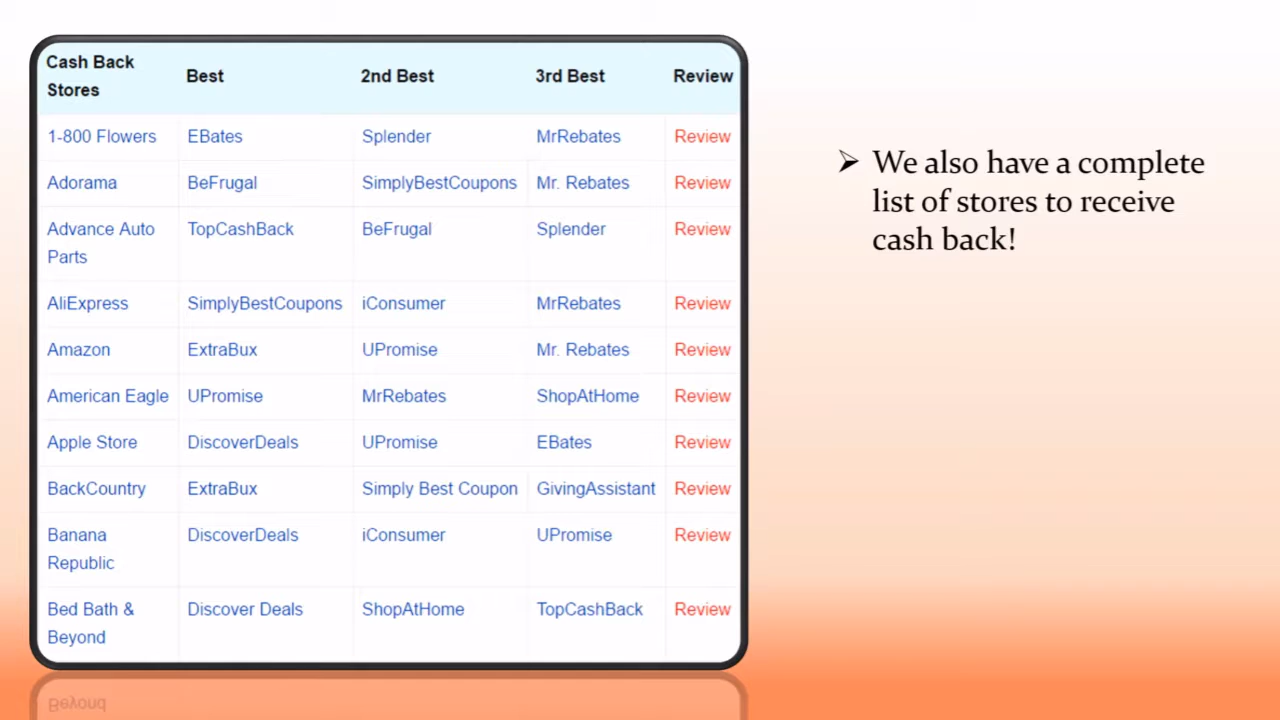 Cash Back Stores Best 2nd Best 3rd Best Review
1-800 Flowers EBates Splender MrRebates Review
Adorama BeFrugal SimplyBestCoupons Mr. Rebates Review
Advance Auto Parts TopCashBack BeFrugal Splender Review
AliExpress SimplyBestCoupons iConsumer MrRebates Review
Amazon ExtraBux UPromise Mr. Rebates Review
American Eagle UPromise MrRebates ShopAtHome Review
Apple Store DiscoverDeals UPromise EBates Review
BackCountry ExtraBux Simply Best Coupon GivingAssistant Review
Banana Republic DiscoverDeals iConsumer UPromise Review
Bed Bath & Beyond Discover Deals ShopAtHome TopCashBack Review
➢ We also have a complete
list of stores to receive
cash back!